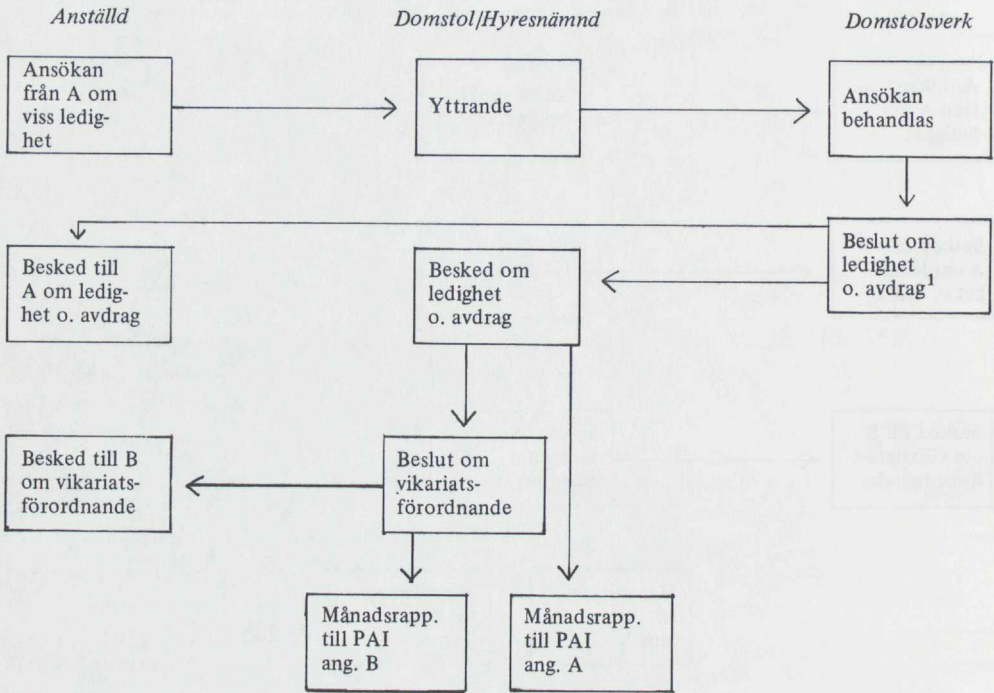 Anställd
Domstol/Hyresnämnd
Domstolsverk
Ansökan
från A om
viss ledig-
het
Yttrande
Ansökan
behandlas
Beslut om
ledighet
o. avdrag¹
Besked till
A om ledig-
het o. avdrag
Besked om
ledighet
o. avdrag
Besked till B
om vikariats-
förordnande
Beslut om
vikariats-
förordnande
Månadsrapp.
till PAI
ang. B
Månadsrapp.
till PAI
ang. A